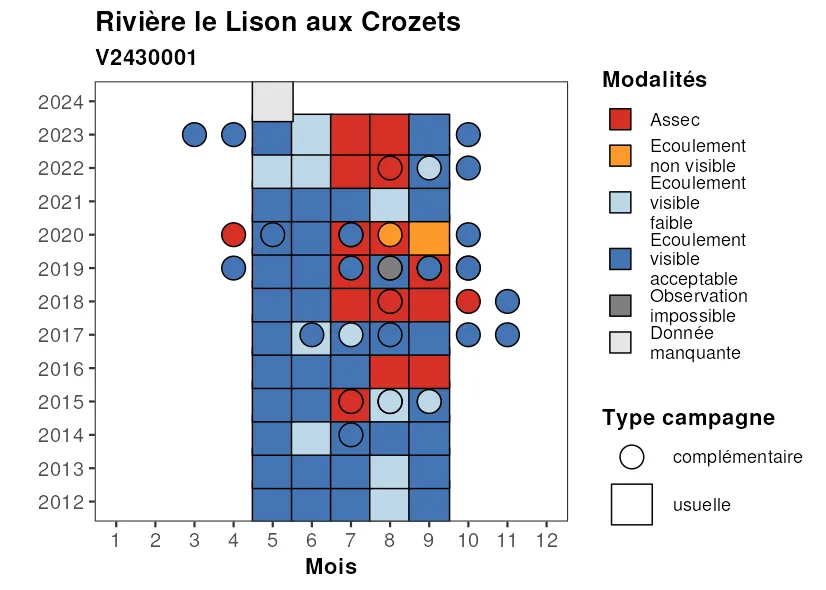 Rivière le Lison aux Crozets
V2430001
2024
2023
2022
2021
2020
2019
2018
2017
2016
2015
2014
2013
2012
1 2 3 4 5 6 7 8 9 10 11 12
Mois
Modalités
Assec
Ecoulement
non visible
Ecoulement
visible
faible
Ecoulement
visible
acceptable
Observation
impossible
Donnée
manquante
Type campagne
complémentaire
usuelle